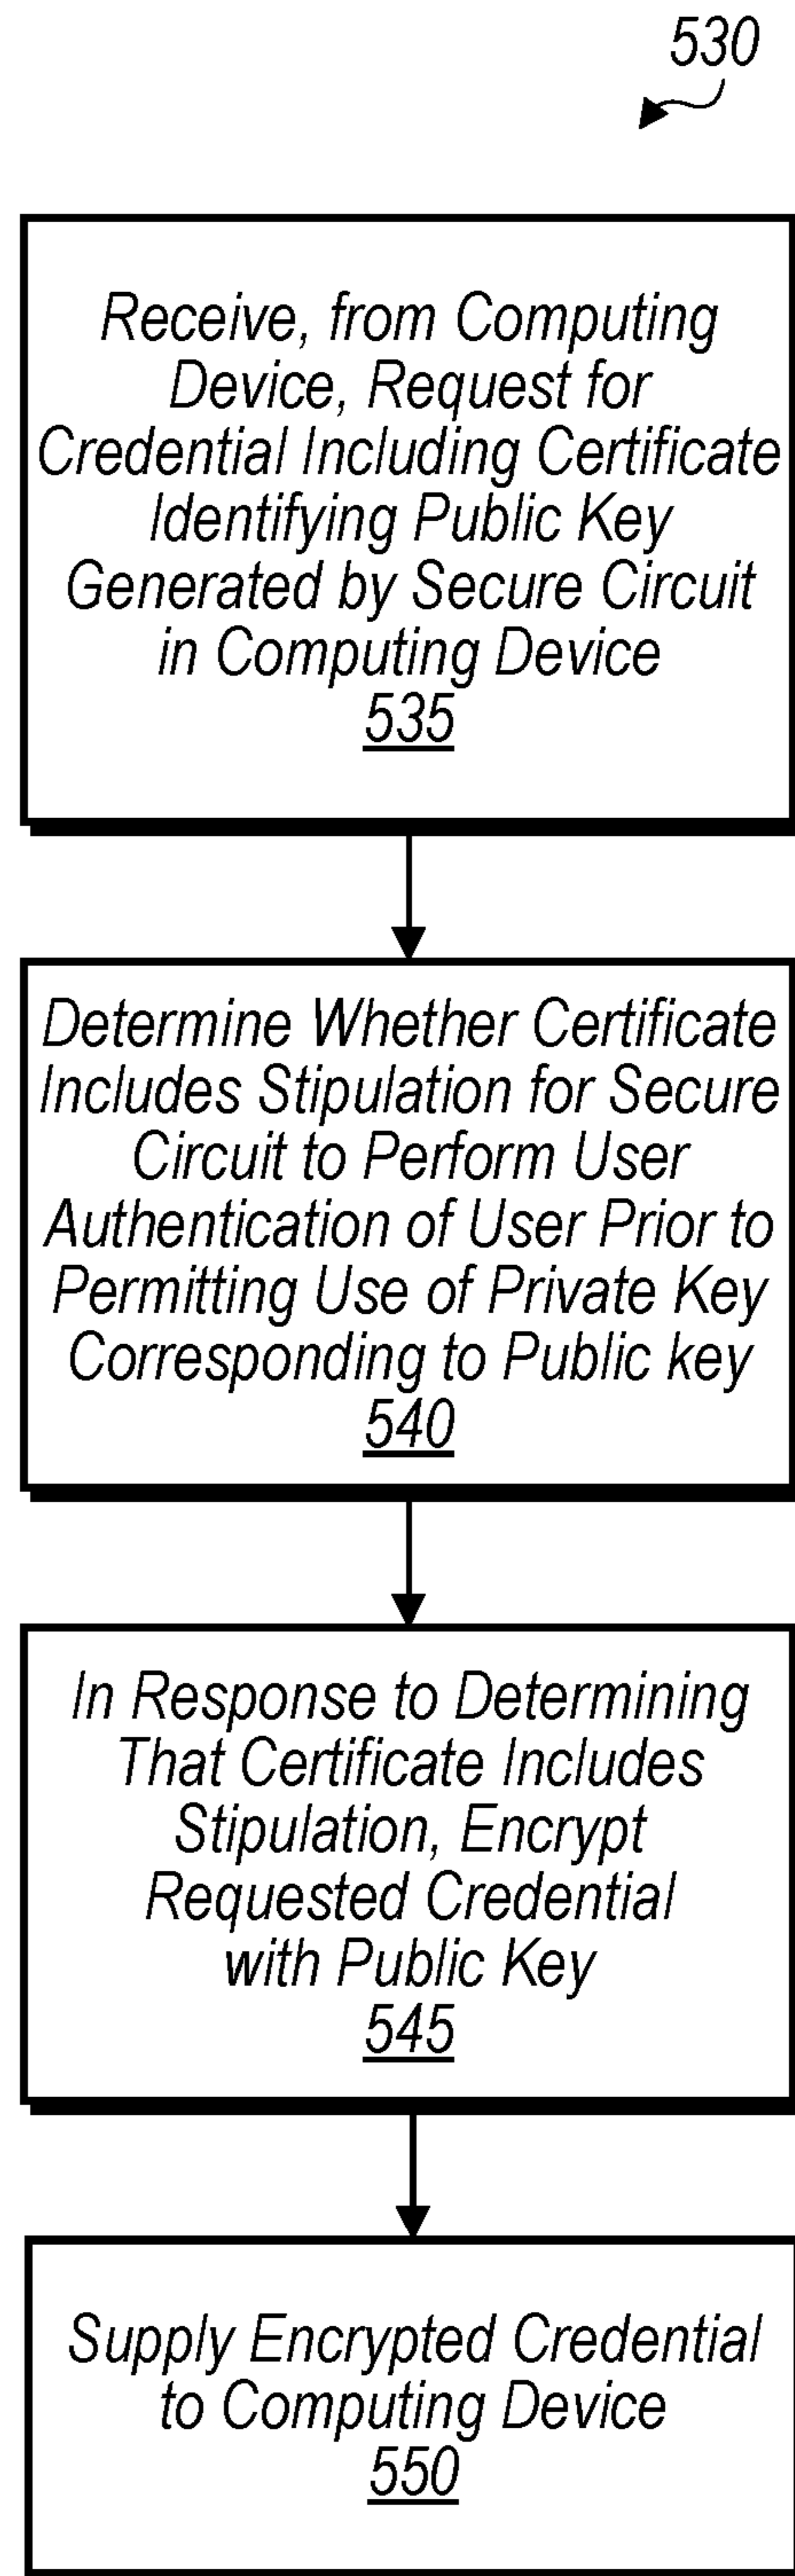 530
Receive, from Computing
Device, Request for
Credential Including Certificate
Identifying Public Key
Generated by Secure Circuit
in Computing Device
535
Determine Whether Certificate
Includes Stipulation for Secure
Circuit to Perform User
Authentication of User Prior to
Permitting Use of Private Key
Corresponding to Public key
540
In Response to Determining
That Certificate Includes
Stipulation, Encrypt
Requested Credential
with Public Key
545
Supply Encrypted Credential
to Computing Device
550